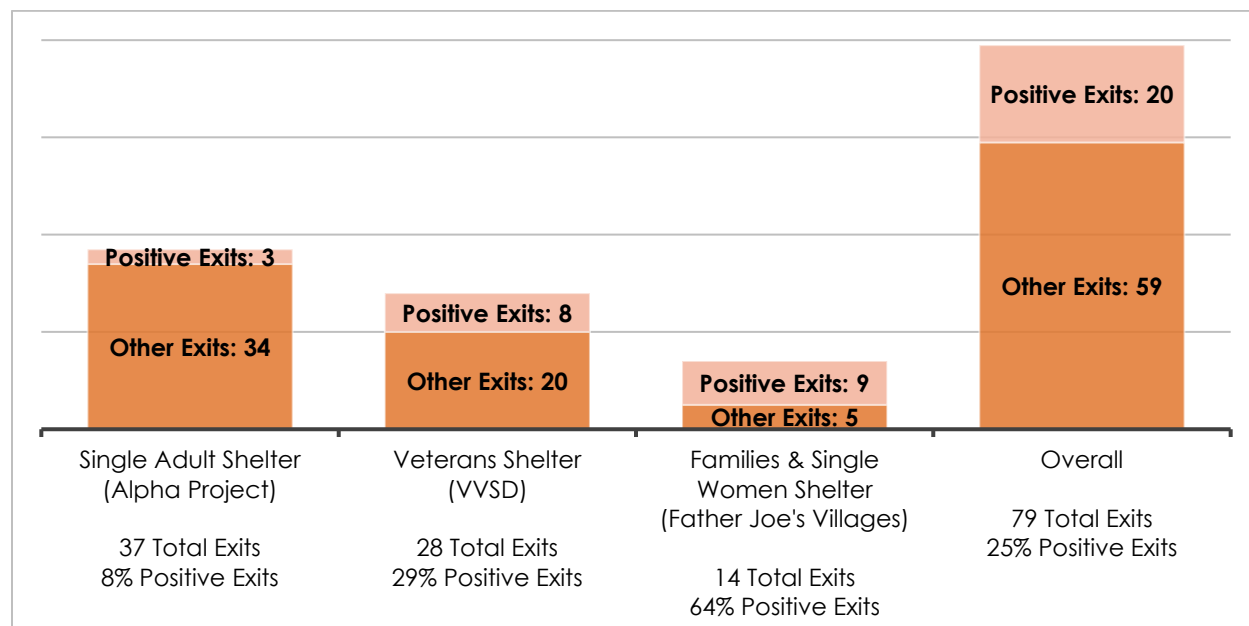 Positive Exits: 20
Other Exits: 59
Positive Exits: 3
Other Exits: 34
Positive Exits: 8
Other Exits: 20
Positive Exits: 9
Other Exits: 5
Single Adult Shelter
(Alpha Project)
37 Total Exits
8% Positive Exits
Veterans Shelter
(VVSD)
28 Total Exits
29% Positive Exits
Families & Single
Women Shelter
(Father Joe's Villages)
14 Total Exits
64% Positive Exits
Overall
79 Total Exits
25% Positive Exits